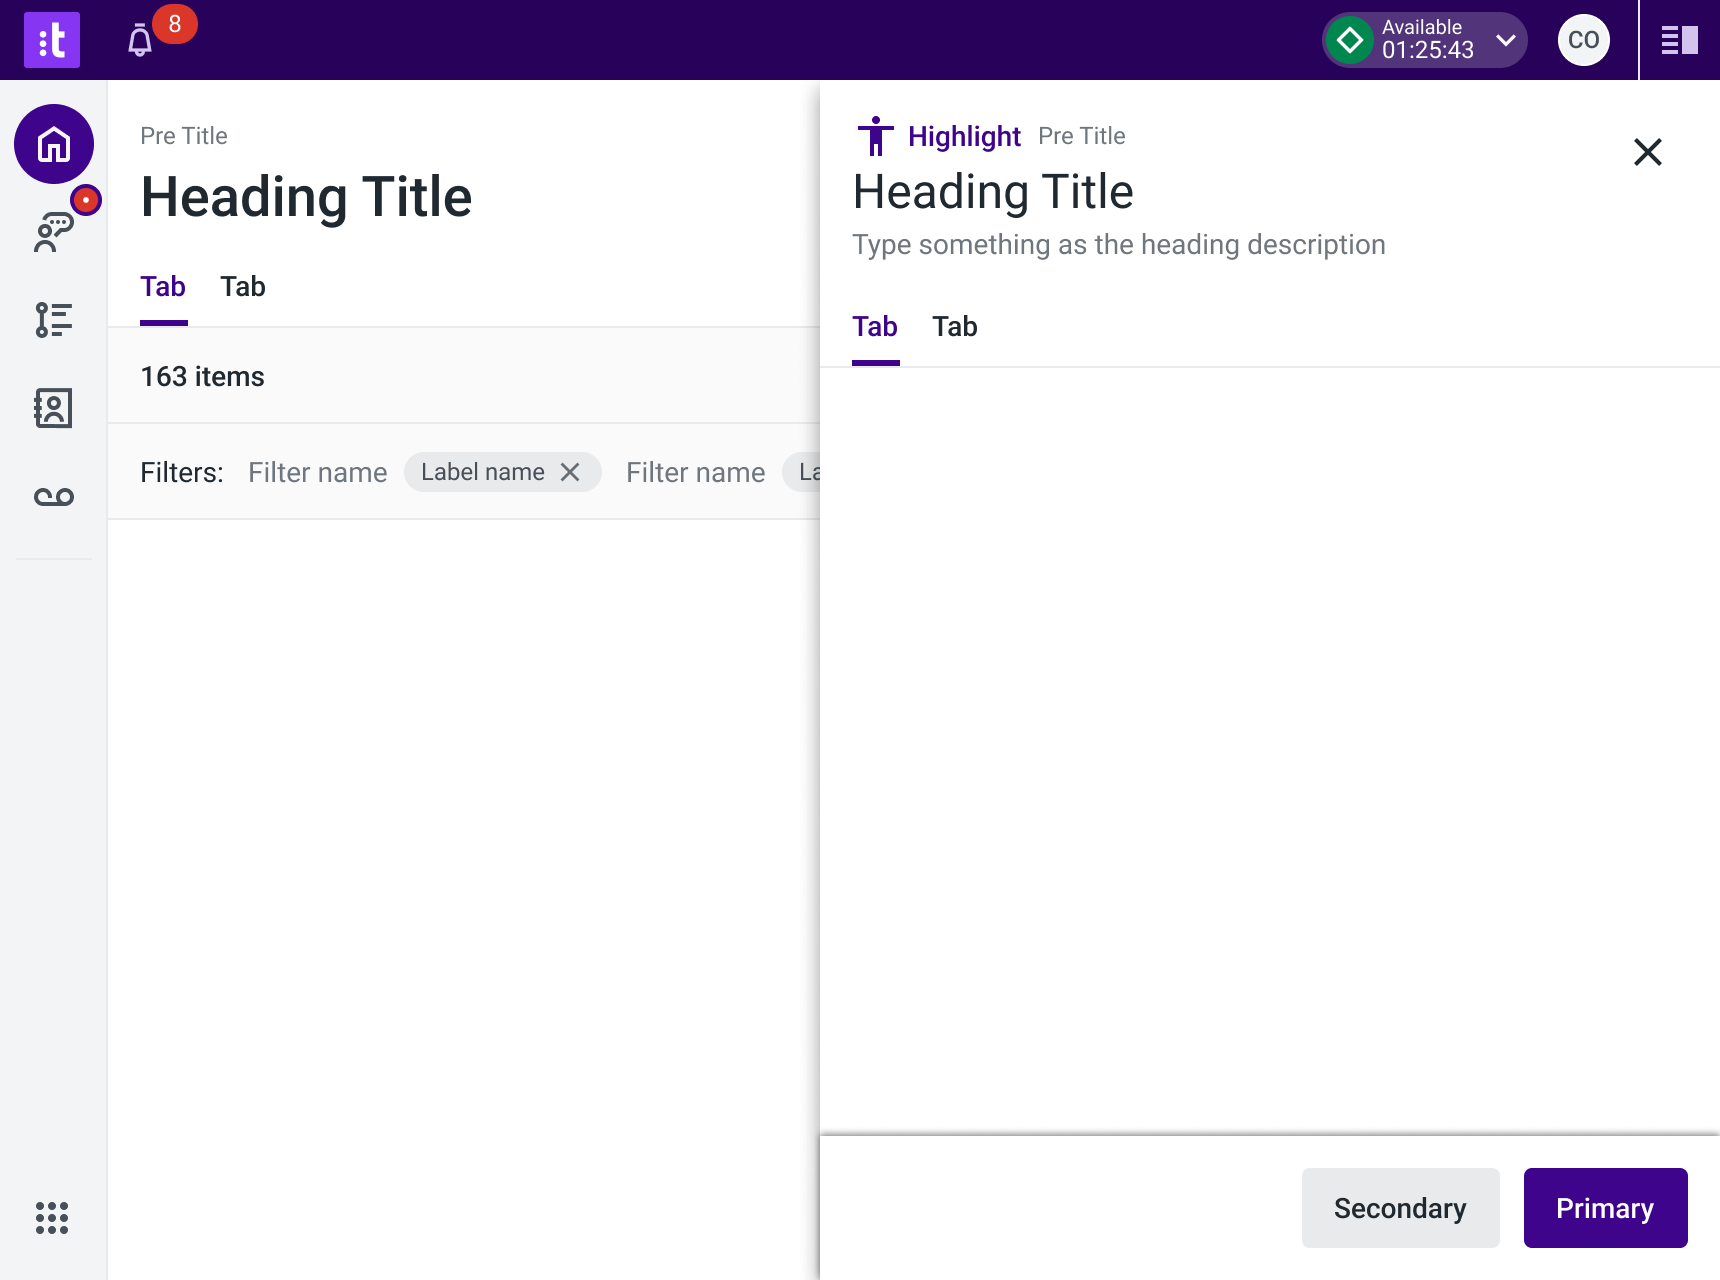 :t
8
Available
01:25:43
CO
Pre Title
Heading Title
Tab Tab
163 items
Filters: Filter name Label name Filter name La
Highlight Pre Title
Heading Title
Type something as the heading description
Tab Tab
Secondary Primary